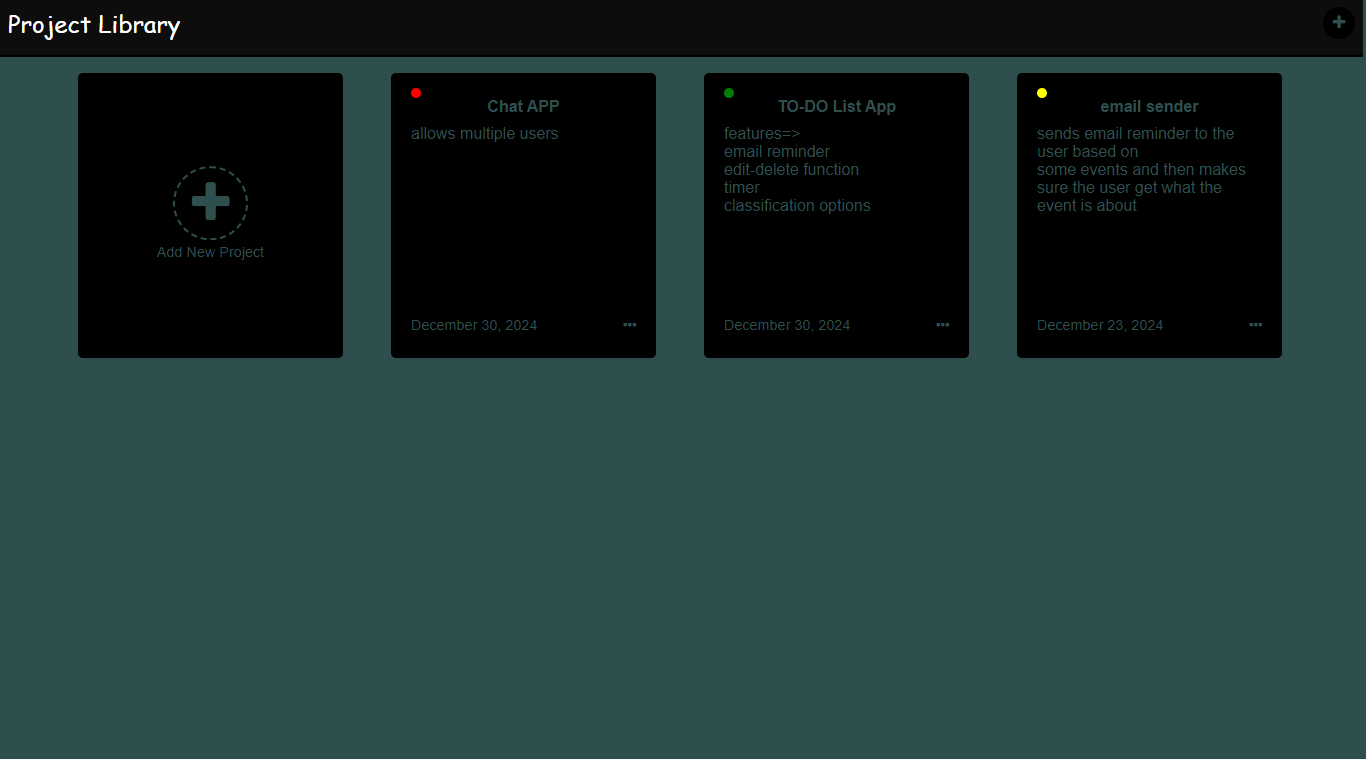 Project Library
Add New Project
Chat APP
allows multiple users
December 30, 2024
TO-DO List App
features=>
email reminder
edit-delete function
timer
classification options
December 30, 2024
email sender
sends email reminder to the
user based on
some events and then makes
sure the user get what the
event is about
December 23, 2024